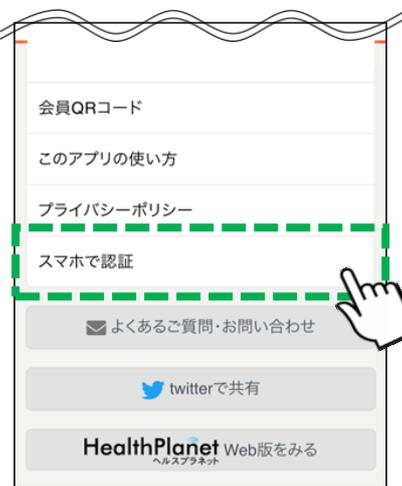 会員QRコード
このアプリの使い方
プライバシーポリシー
スマホで認証
よくあるご質問・お問い合わせ
twitterで共有
HealthPlanet Web版をみる
ヘルスプラネット